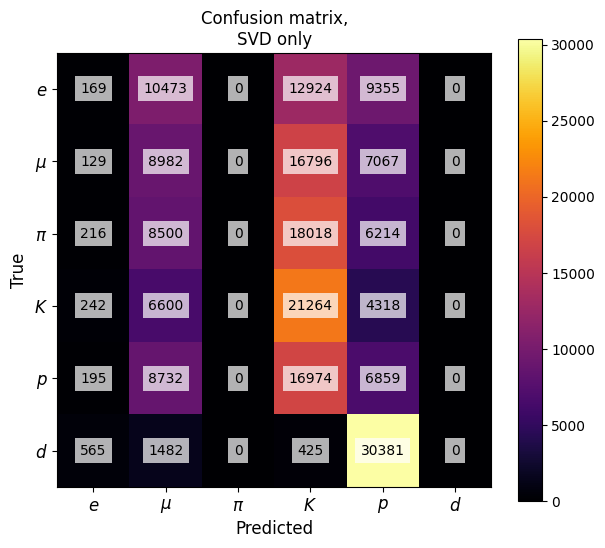 Confusion matrix,
SVD only
True
e 169 10473 0 12924 9355 0
μ 129 8982 0 16796 7067 0
π 216 8500 0 18018 6214 0
K 242 6600 0 21264 4318 0
p 195 8732 0 16974 6859 0
d 565 1482 0 425 30381 0
e μ π K p d
Predicted
30000
25000
20000
15000
10000
5000
0